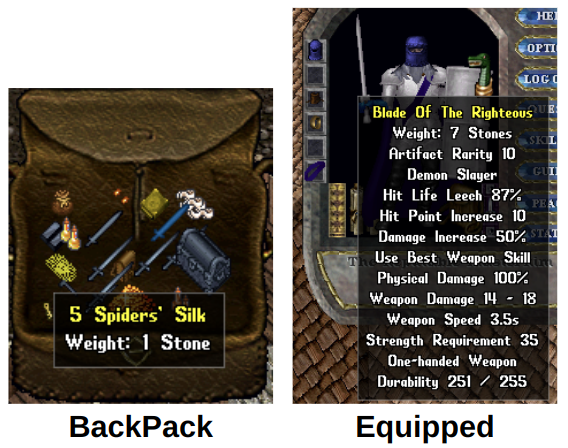 HE
OPTI
LOG O
QUE
SKIL
GUI
PEA
STAT
Blade Of The Righteous
Weight: 7 Stones
Artifact Rarity 10
Demon Slayer
Hit Life Leech 87%
Hit Point Increase 10
Damage Increase 50%
Use Best Weapon Skill
Physical Damage 100%
Weapon Damage 14 - 18
Weapon Speed 3.5s
Strength Requirement 35
One-handed Weapon
Durability 251 / 255
5 Spiders' Silk
Weight: 1 Stone
BackPack
Equipped